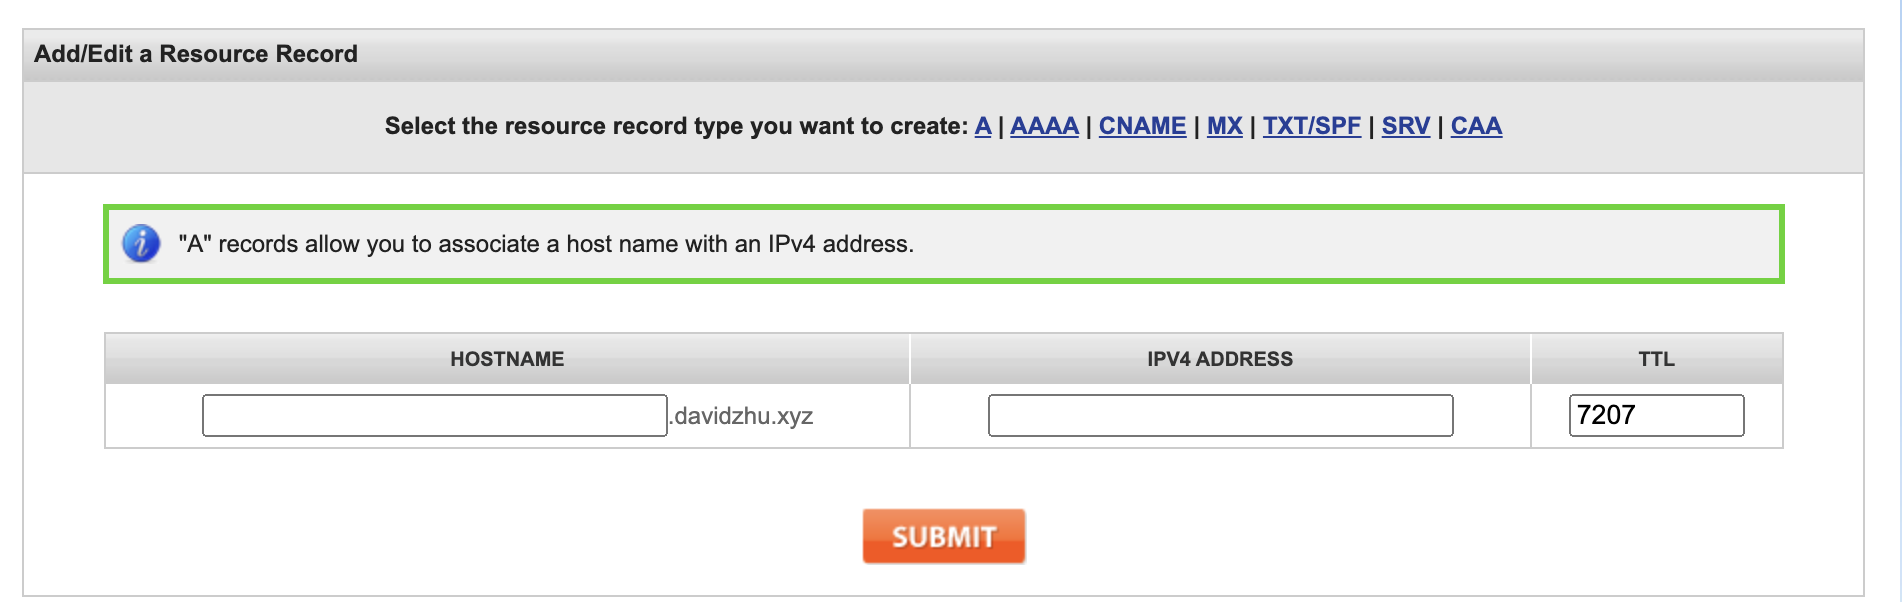 Add/Edit a Resource Record
Select the resource record type you want to create: A | AAAA | CNAME | MX | TXT/SPF | SRV | CAA
"A" records allow you to associate a host name with an IPv4 address.
HOSTNAME IPV4 ADDRESS TTL
.davidzhu.xyz 7207
SUBMIT